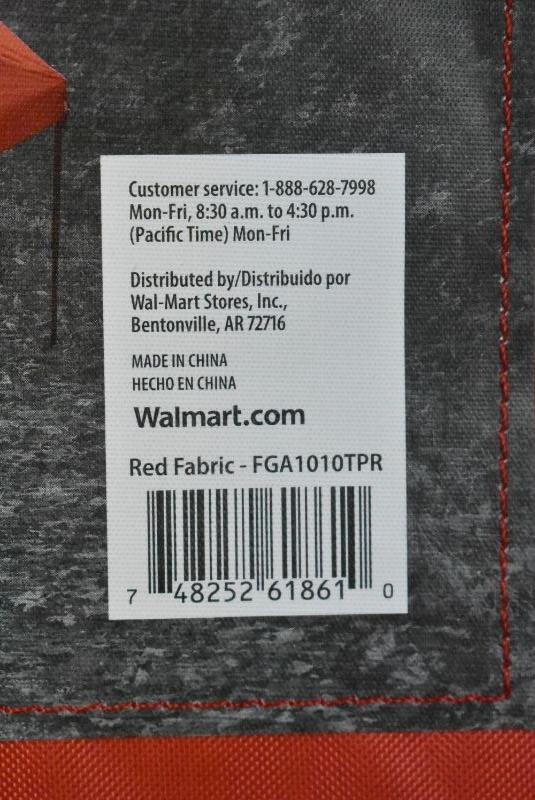 Customer service: 1-888-628-7998
Mon-Fri, 8:30 a.m. to 4:30 p.m.
(Pacific Time) Mon-Fri
Distributed by/Distribuido por
Wal-Mart Stores, Inc.,
Bentonville, AR 72716
MADE IN CHINA
HECHO EN CHINA
Walmart.com
Red Fabric - FGA1010TPR
7 48252 61861 0